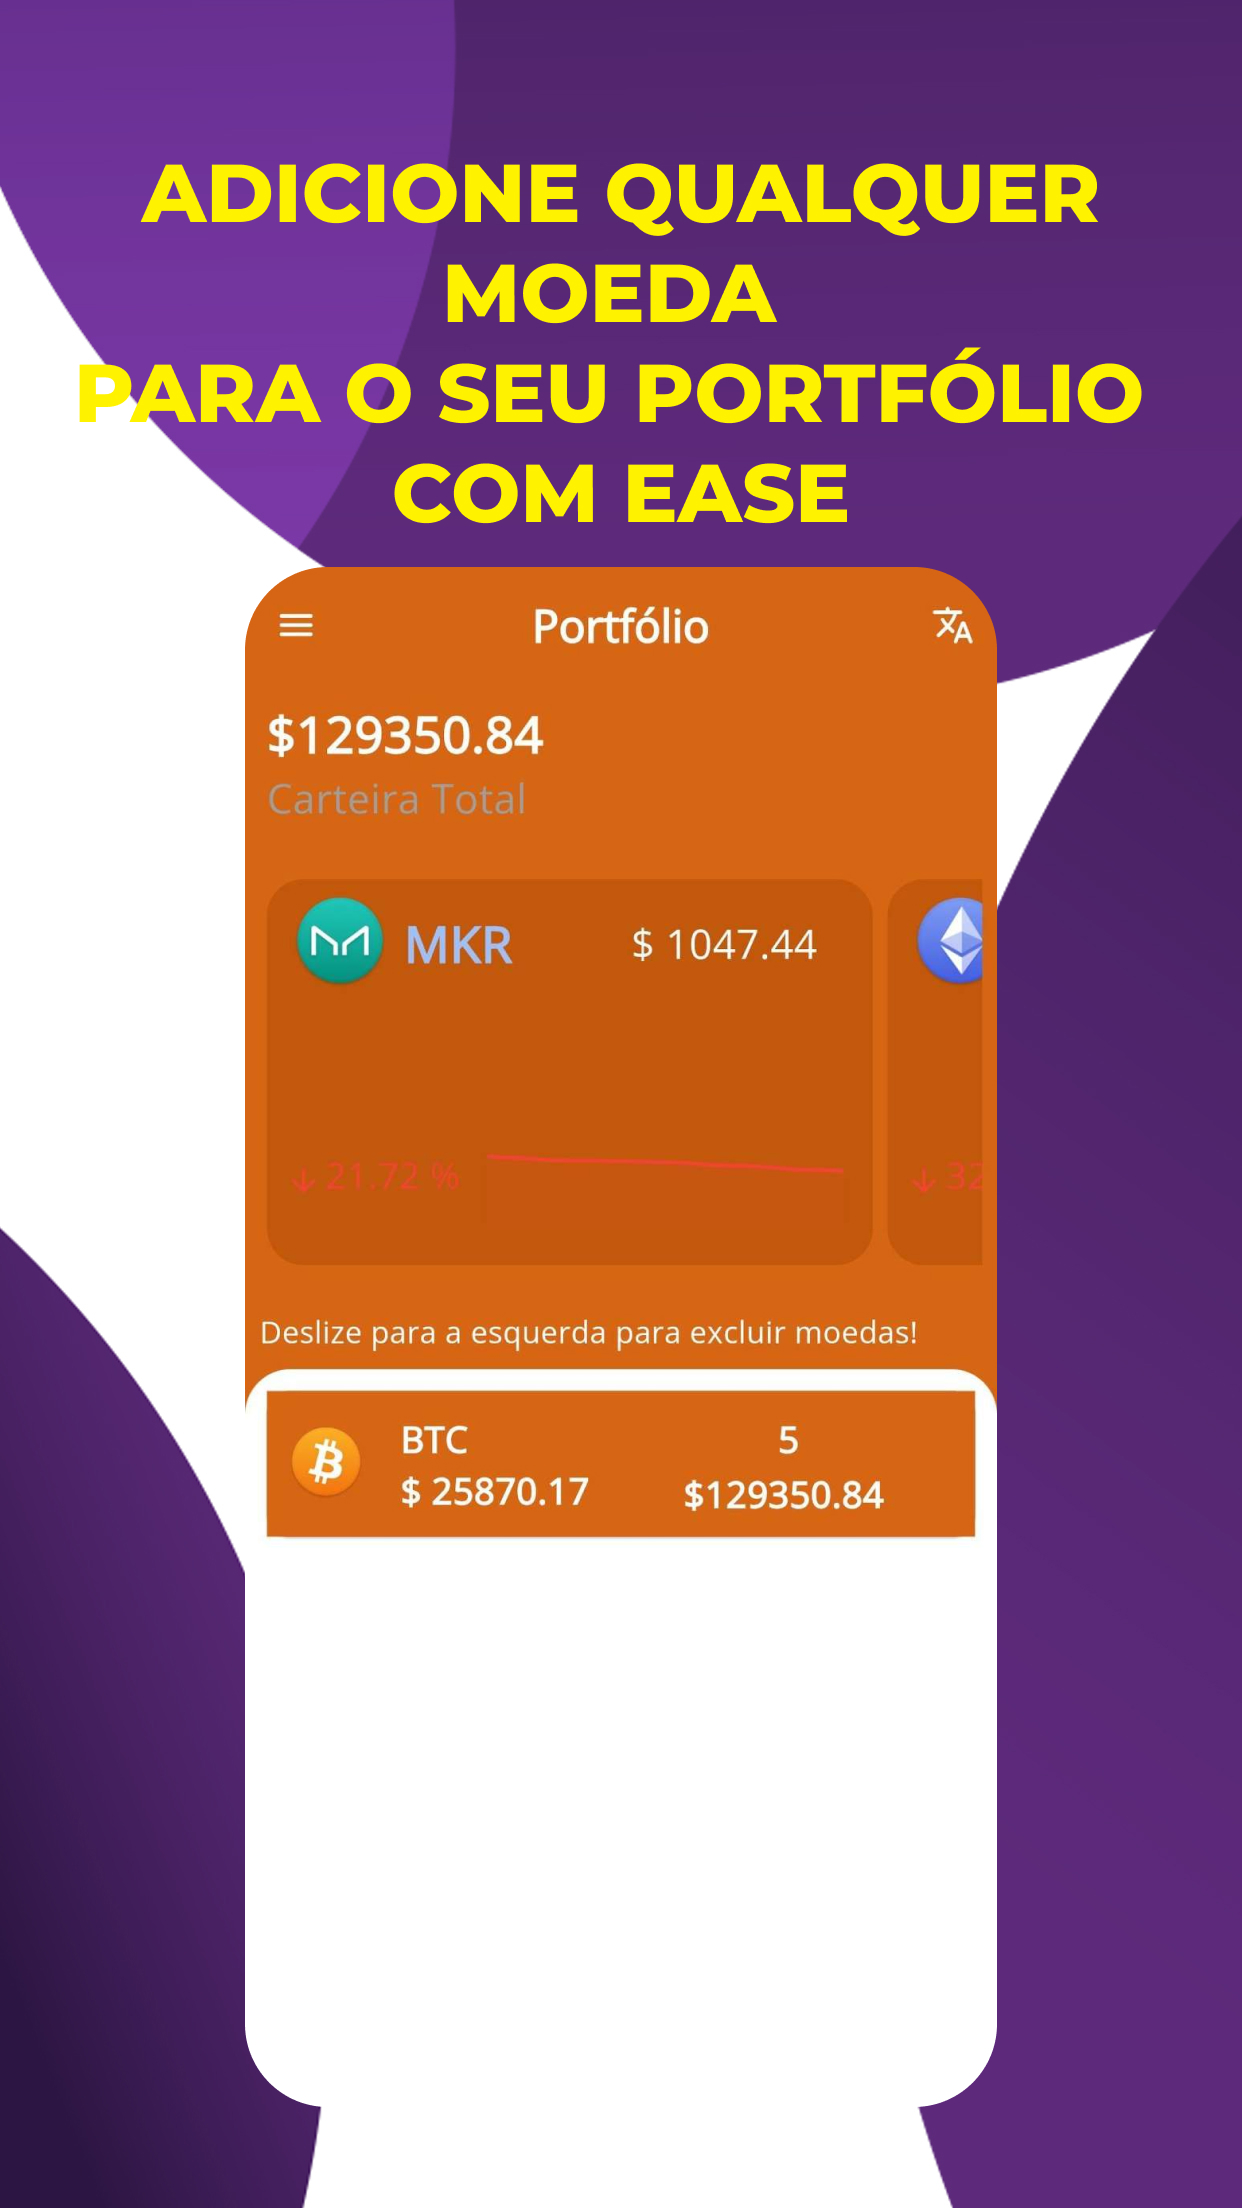 ADICIONE QUALQUER
MOEDA
PARA O SEU PORTFÓLIO
COM EASE
Portfólio
$129350.84
Carteira Total
MKR $ 1047.44
↓ 21.72 % ↓ 32
Deslize para a esquerda para excluir moedas!
BTC 5
$ 25870.17 $129350.84